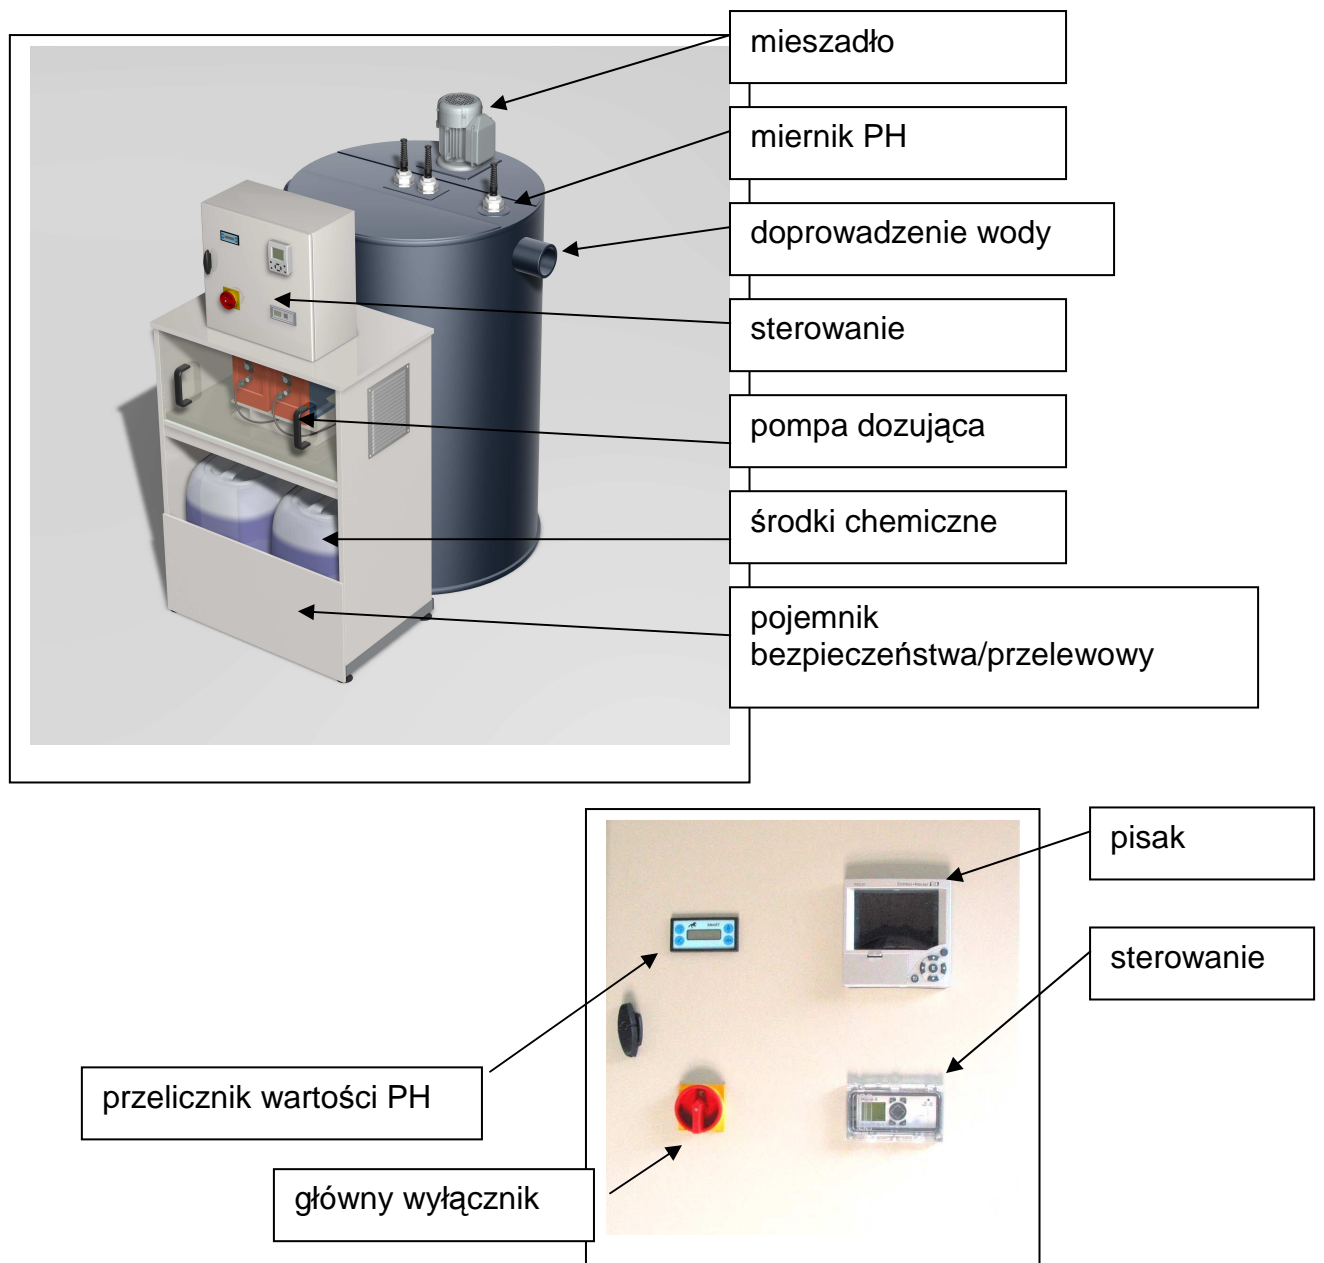 mieszadło
miernik PH
doprowadzenie wody
sterowanie
pompa dozująca
środki chemiczne
pojemnik
bezpieczeństwa/przelewowy
pisak
sterowanie
przelicznik wartości PH
główny wyłącznik